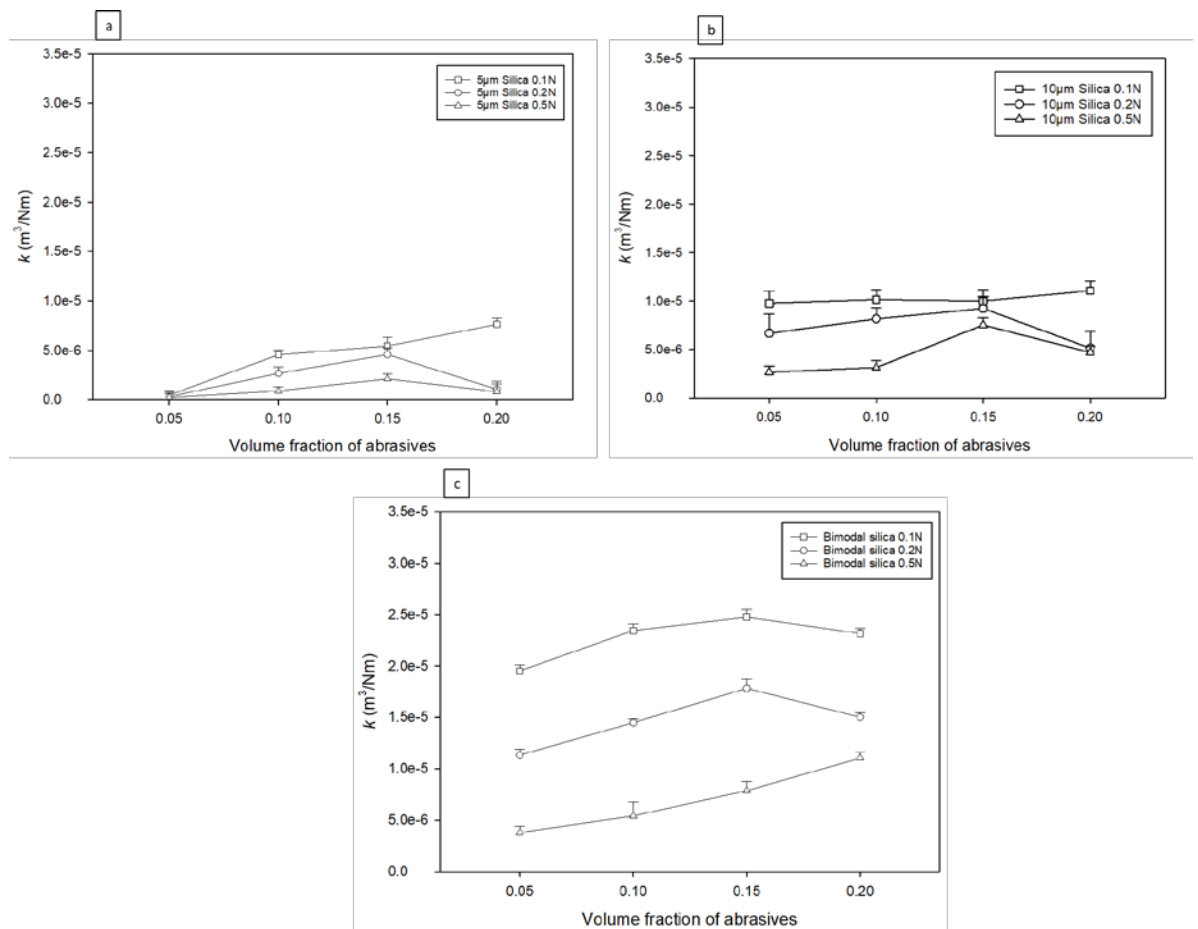 a
3.5e-5
3.0e-5
2.5e-5
2.0e-5
1.5e-5
1.0e-5
5.0e-6
0.0
k (m³/Nm)
5µm Silica 0.1N
5µm Silica 0.2N
5µm Silica 0.5N
0.05 0.10 0.15 0.20
Volume fraction of abrasives
b
3.5e-5
3.0e-5
2.5e-5
2.0e-5
1.5e-5
1.0e-5
5.0e-6
0.0
k (m³/Nm)
10µm Silica 0.1N
10µm Silica 0.2N
10µm Silica 0.5N
0.05 0.10 0.15 0.20
Volume fraction of abrasives
c
3.5e-5
3.0e-5
2.5e-5
2.0e-5
1.5e-5
1.0e-5
5.0e-6
0.0
k (m³/Nm)
Bimodal silica 0.1N
Bimodal silica 0.2N
Bimodal silica 0.5N
0.05 0.10 0.15 0.20
Volume fraction of abrasives